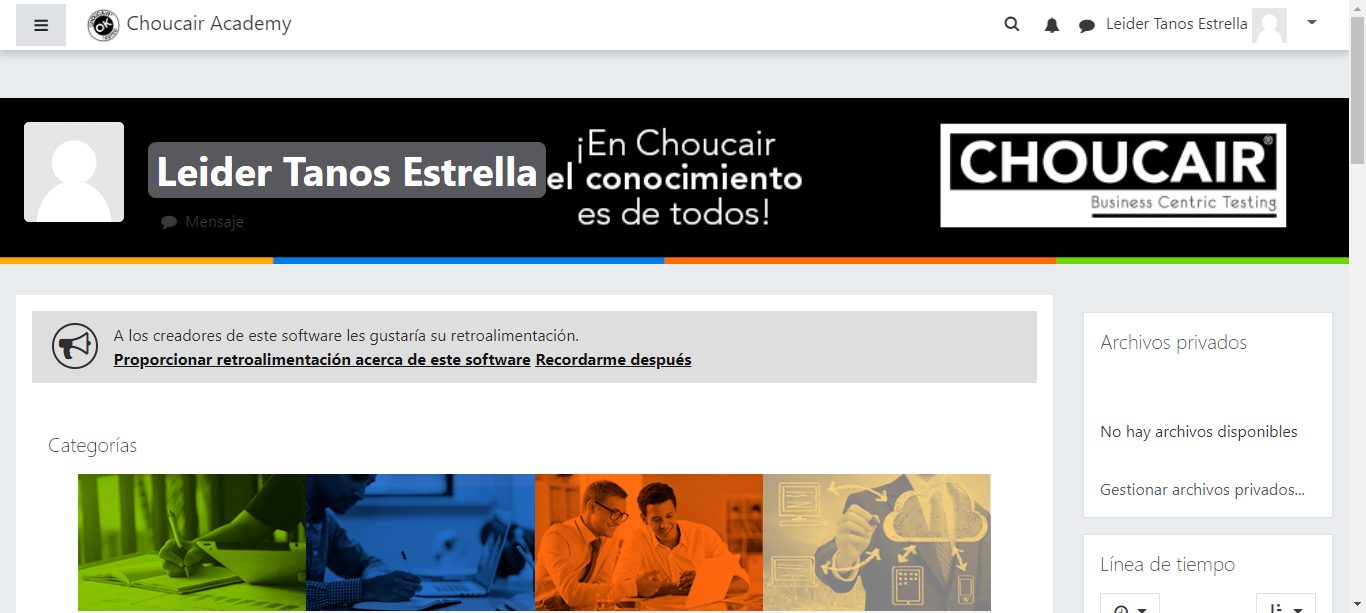 Choucair Academy
Leider Tanos Estrella
Leider Tanos Estrella
Mensaje
¡En Choucair
el conocimiento
es de todos!
CHOUCAIR®
Business Centric Testing
A los creadores de este software les gustaría su retroalimentación.
Proporcionar retroalimentación acerca de este software Recordarme después
Categorías
Archivos privados
No hay archivos disponibles
Gestionar archivos privados...
Línea de tiempo